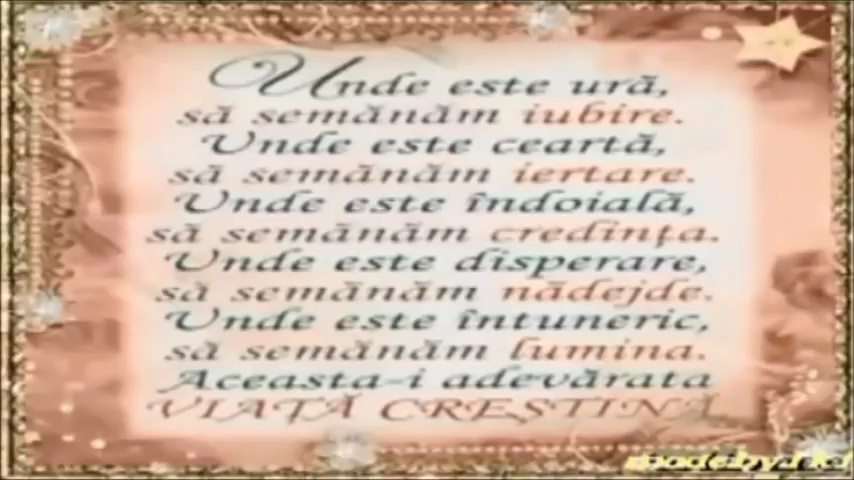 Unde este ură,
să semănăm iubire.
Unde este ceartă,
să semănăm iertare.
Unde este îndoială,
să semănăm credința.
Unde este disperare,
să semănăm nădejde.
Unde este întuneric,
să semănăm lumina.
Aceasta-i adevărata
VIAȚĂ CREȘTINĂ